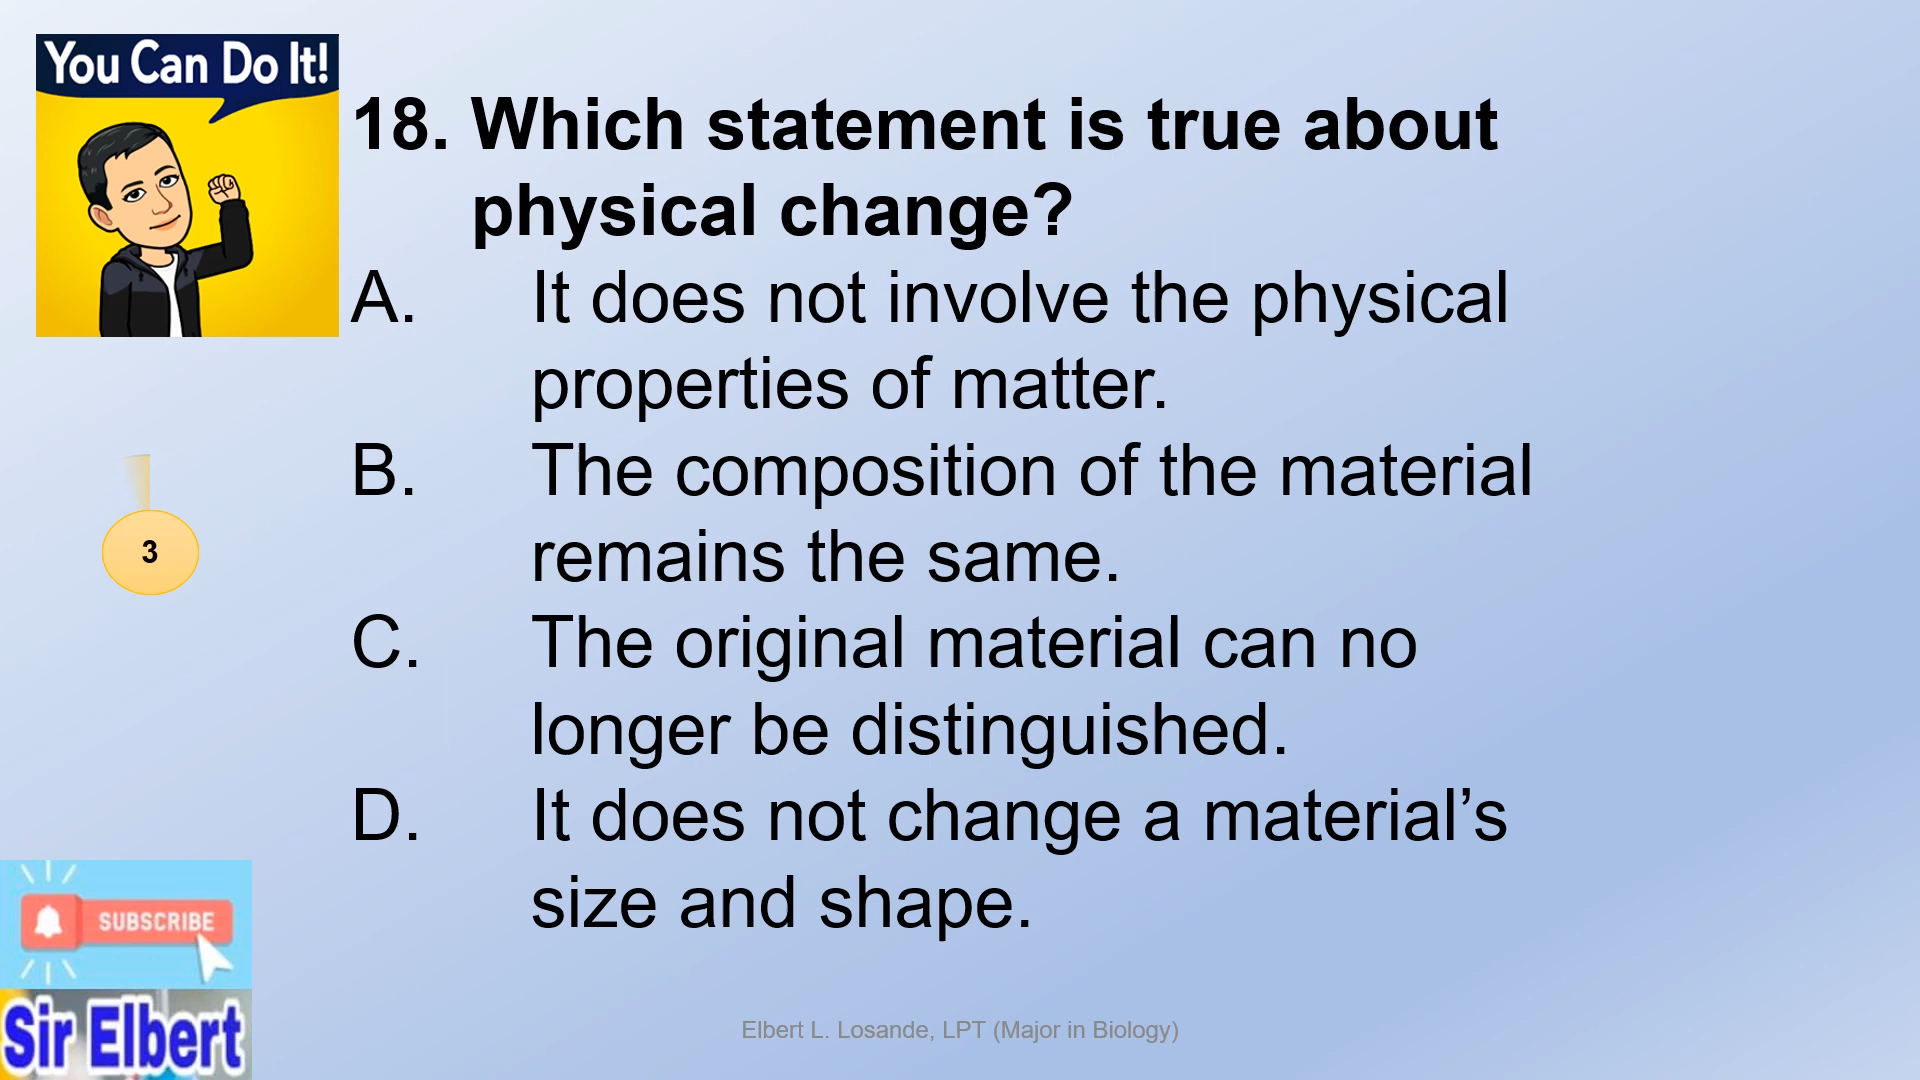 You Can Do It!
18. Which statement is true about
physical change?
A. It does not involve the physical
properties of matter.
B. The composition of the material
remains the same.
C. The original material can no
longer be distinguished.
D. It does not change a material’s
size and shape.
3
SUBSCRIBE
Sir Elbert
Elbert L. Losande, LPT (Major in Biology)